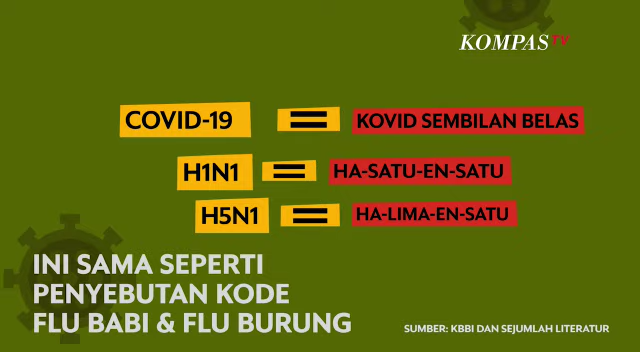 KOMPAS TV
COVID-19 = KOVID SEMBILAN BELAS
H1N1 = HA-SATU-EN-SATU
H5N1 = HA-LIMA-EN-SATU
INI SAMA SEPERTI
PENYEBUTAN KODE
FLU BABI & FLU BURUNG
SUMBER: KBBI DAN SEJUMLAH LITERATUR